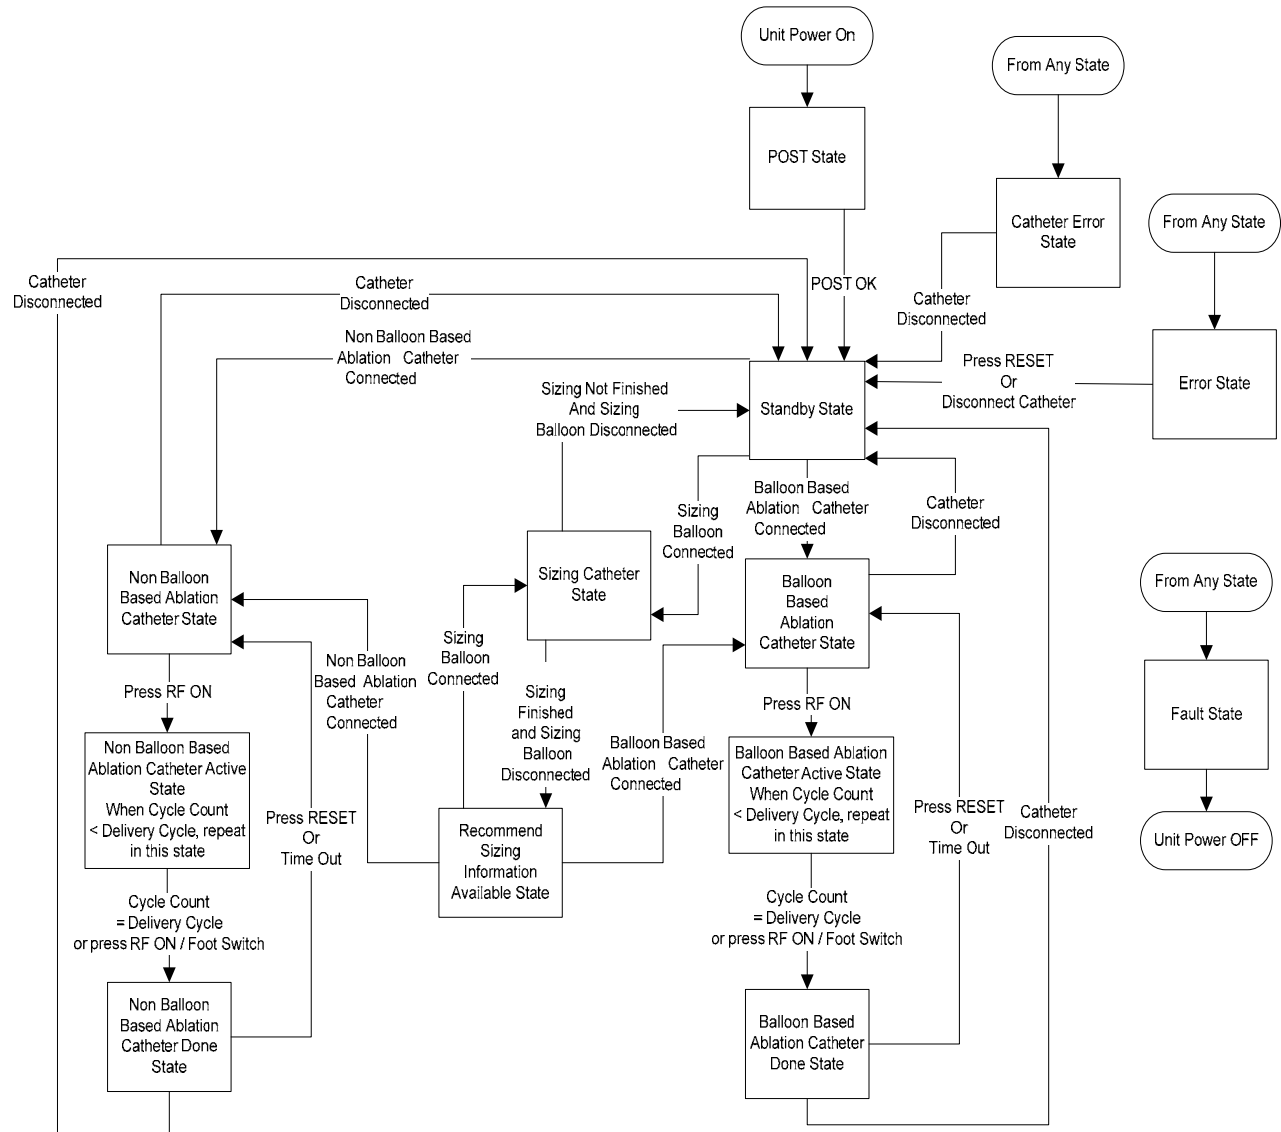 Unit Power On
From Any State
POST State
Catheter Error
State
From Any State
Catheter
Disconnected
Catheter
Disconnected
POST OK
Catheter
Disconnected
Non Balloon Based
Ablation Catheter
Connected
Press RESET
Or
Disconnect Catheter
Error State
Sizing Not Finished
And Sizing
Balloon Disconnected
Standby State
Sizing
Balloon
Connected
Balloon Based
Ablation Catheter
Connected
Catheter
Disconnected
Non Balloon
Based Ablation
Catheter State
Sizing Catheter
State
Balloon
Based
Ablation
Catheter State
From Any State
Press RF ON
Non Balloon
Based Ablation
Catheter
Connected
Sizing
Balloon
Connected
Sizing
Finished
and Sizing
Balloon
Disconnected
Balloon Based
Ablation Catheter
Connected
Press RF ON
Fault State
Non Balloon Based
Ablation Catheter Active
State
When Cycle Count
< Delivery Cycle, repeat
in this state
Press RESET
Or
Time Out
Recommend
Sizing
Information
Available State
Balloon Based Ablation
Catheter Active State
When Cycle Count
< Delivery Cycle, repeat
in this state
Press RESET
Or
Time Out
Catheter
Disconnected
Unit Power OFF
Cycle Count
= Delivery Cycle
or press RF ON / Foot Switch
Cycle Count
= Delivery Cycle
or press RF ON / Foot Switch
Non Balloon
Based Ablation
Catheter Done
State
Balloon Based
Ablation Catheter
Done State